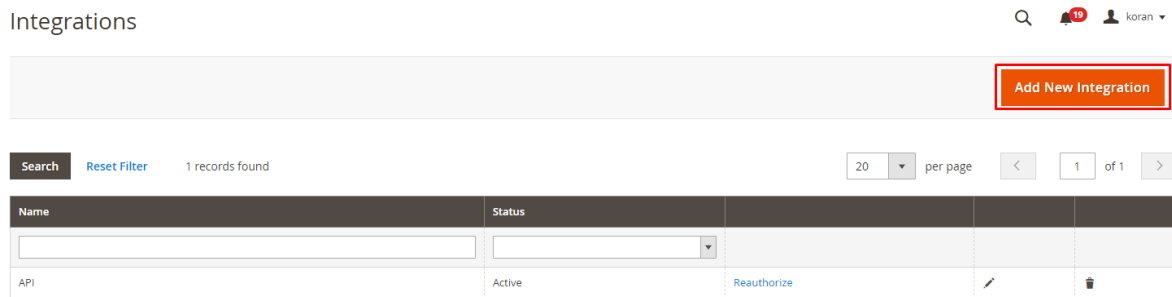 Integrations
19
koran
Add New Integration
Search Reset Filter 1 records found 20 per page 1 of 1
Name Status
API Active Reauthorize